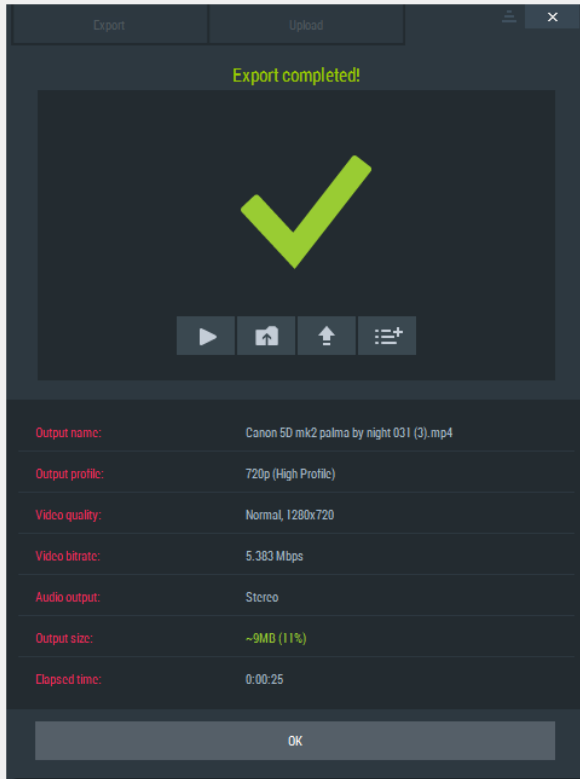 Export Upload
Export completed!
Output name: Canon 5D mk2 palma by night 031 (3).mp4
Output profile: 720p (High Profile)
Video quality: Normal, 1280x720
Video bitrate: 5.383 Mbps
Audio output: Stereo
Output size: ~9MB (11%)
Elapsed time: 0:00:25
OK